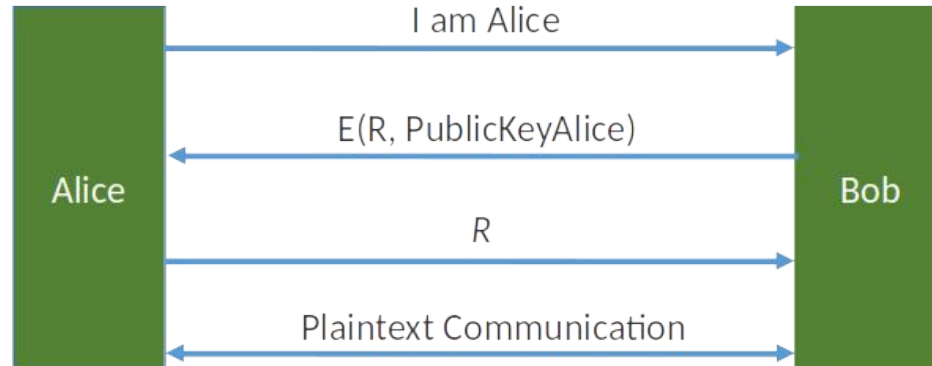 I am Alice
E(R, PublicKeyAlice)
Alice
Bob
R
Plaintext Communication